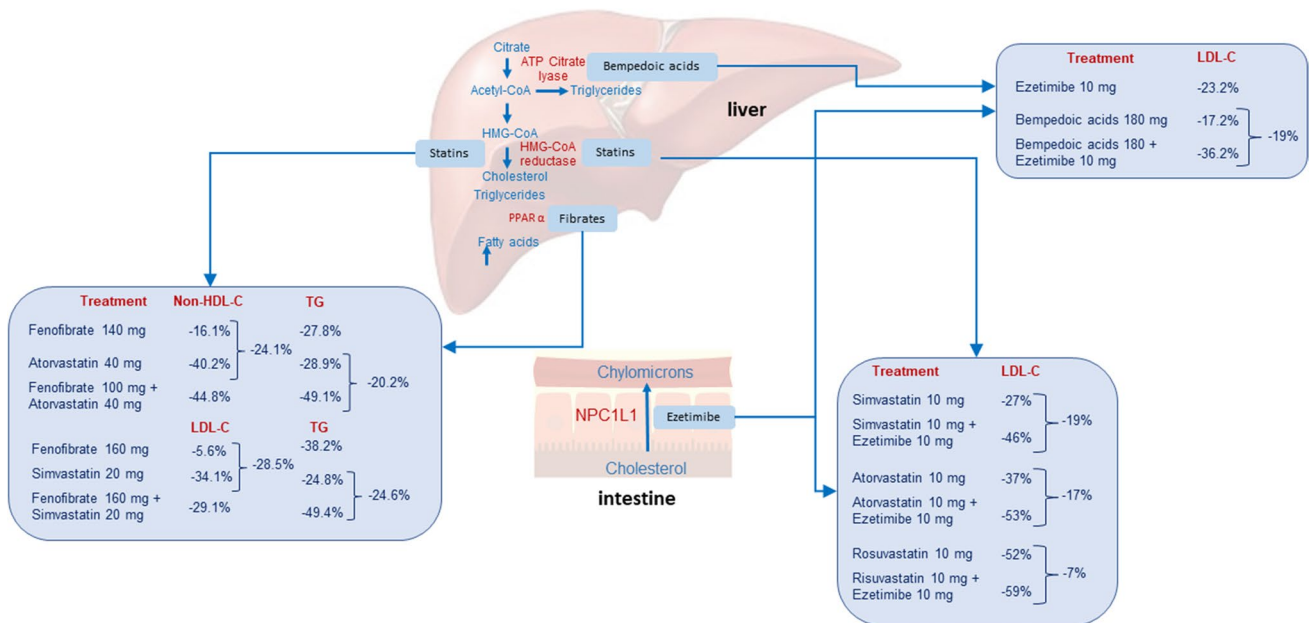 Citrate
ATP Citrate
lyase
Bempedoic acids
Acetyl-CoA
Triglycerides
liver
HMG-CoA
Statins
HMG-CoA
reductase
Statins
Cholesterol
Triglycerides
PPAR α
Fibrates
Fatty acids
Treatment LDL-C
Ezetimibe 10 mg -23.2%
Bempedoic acids 180 mg -17.2%
-19%
Bempedoic acids 180 +
Ezetimibe 10 mg -36.2%
Treatment Non-HDL-C TG
Fenofibrate 140 mg -16.1% -27.8%
-24.1%
Atorvastatin 40 mg -40.2% -28.9%
-20.2%
Fenofibrate 100 mg +
Atorvastatin 40 mg -44.8% -49.1%
LDL-C TG
Fenofibrate 160 mg -5.6% -38.2%
-28.5%
Simvastatin 20 mg -34.1% -24.8%
-24.6%
Fenofibrate 160 mg +
Simvastatin 20 mg -29.1% -49.4%
Chylomicrons
NPC1L1
Ezetimibe
Cholesterol
intestine
Treatment LDL-C
Simvastatin 10 mg -27%
-19%
Simvastatin 10 mg +
Ezetimibe 10 mg -46%
Atorvastatin 10 mg -37%
-17%
Atorvastatin 10 mg +
Ezetimibe 10 mg -53%
Rosuvastatin 10 mg -52%
-7%
Risuvastatin 10 mg +
Ezetimibe 10 mg -59%